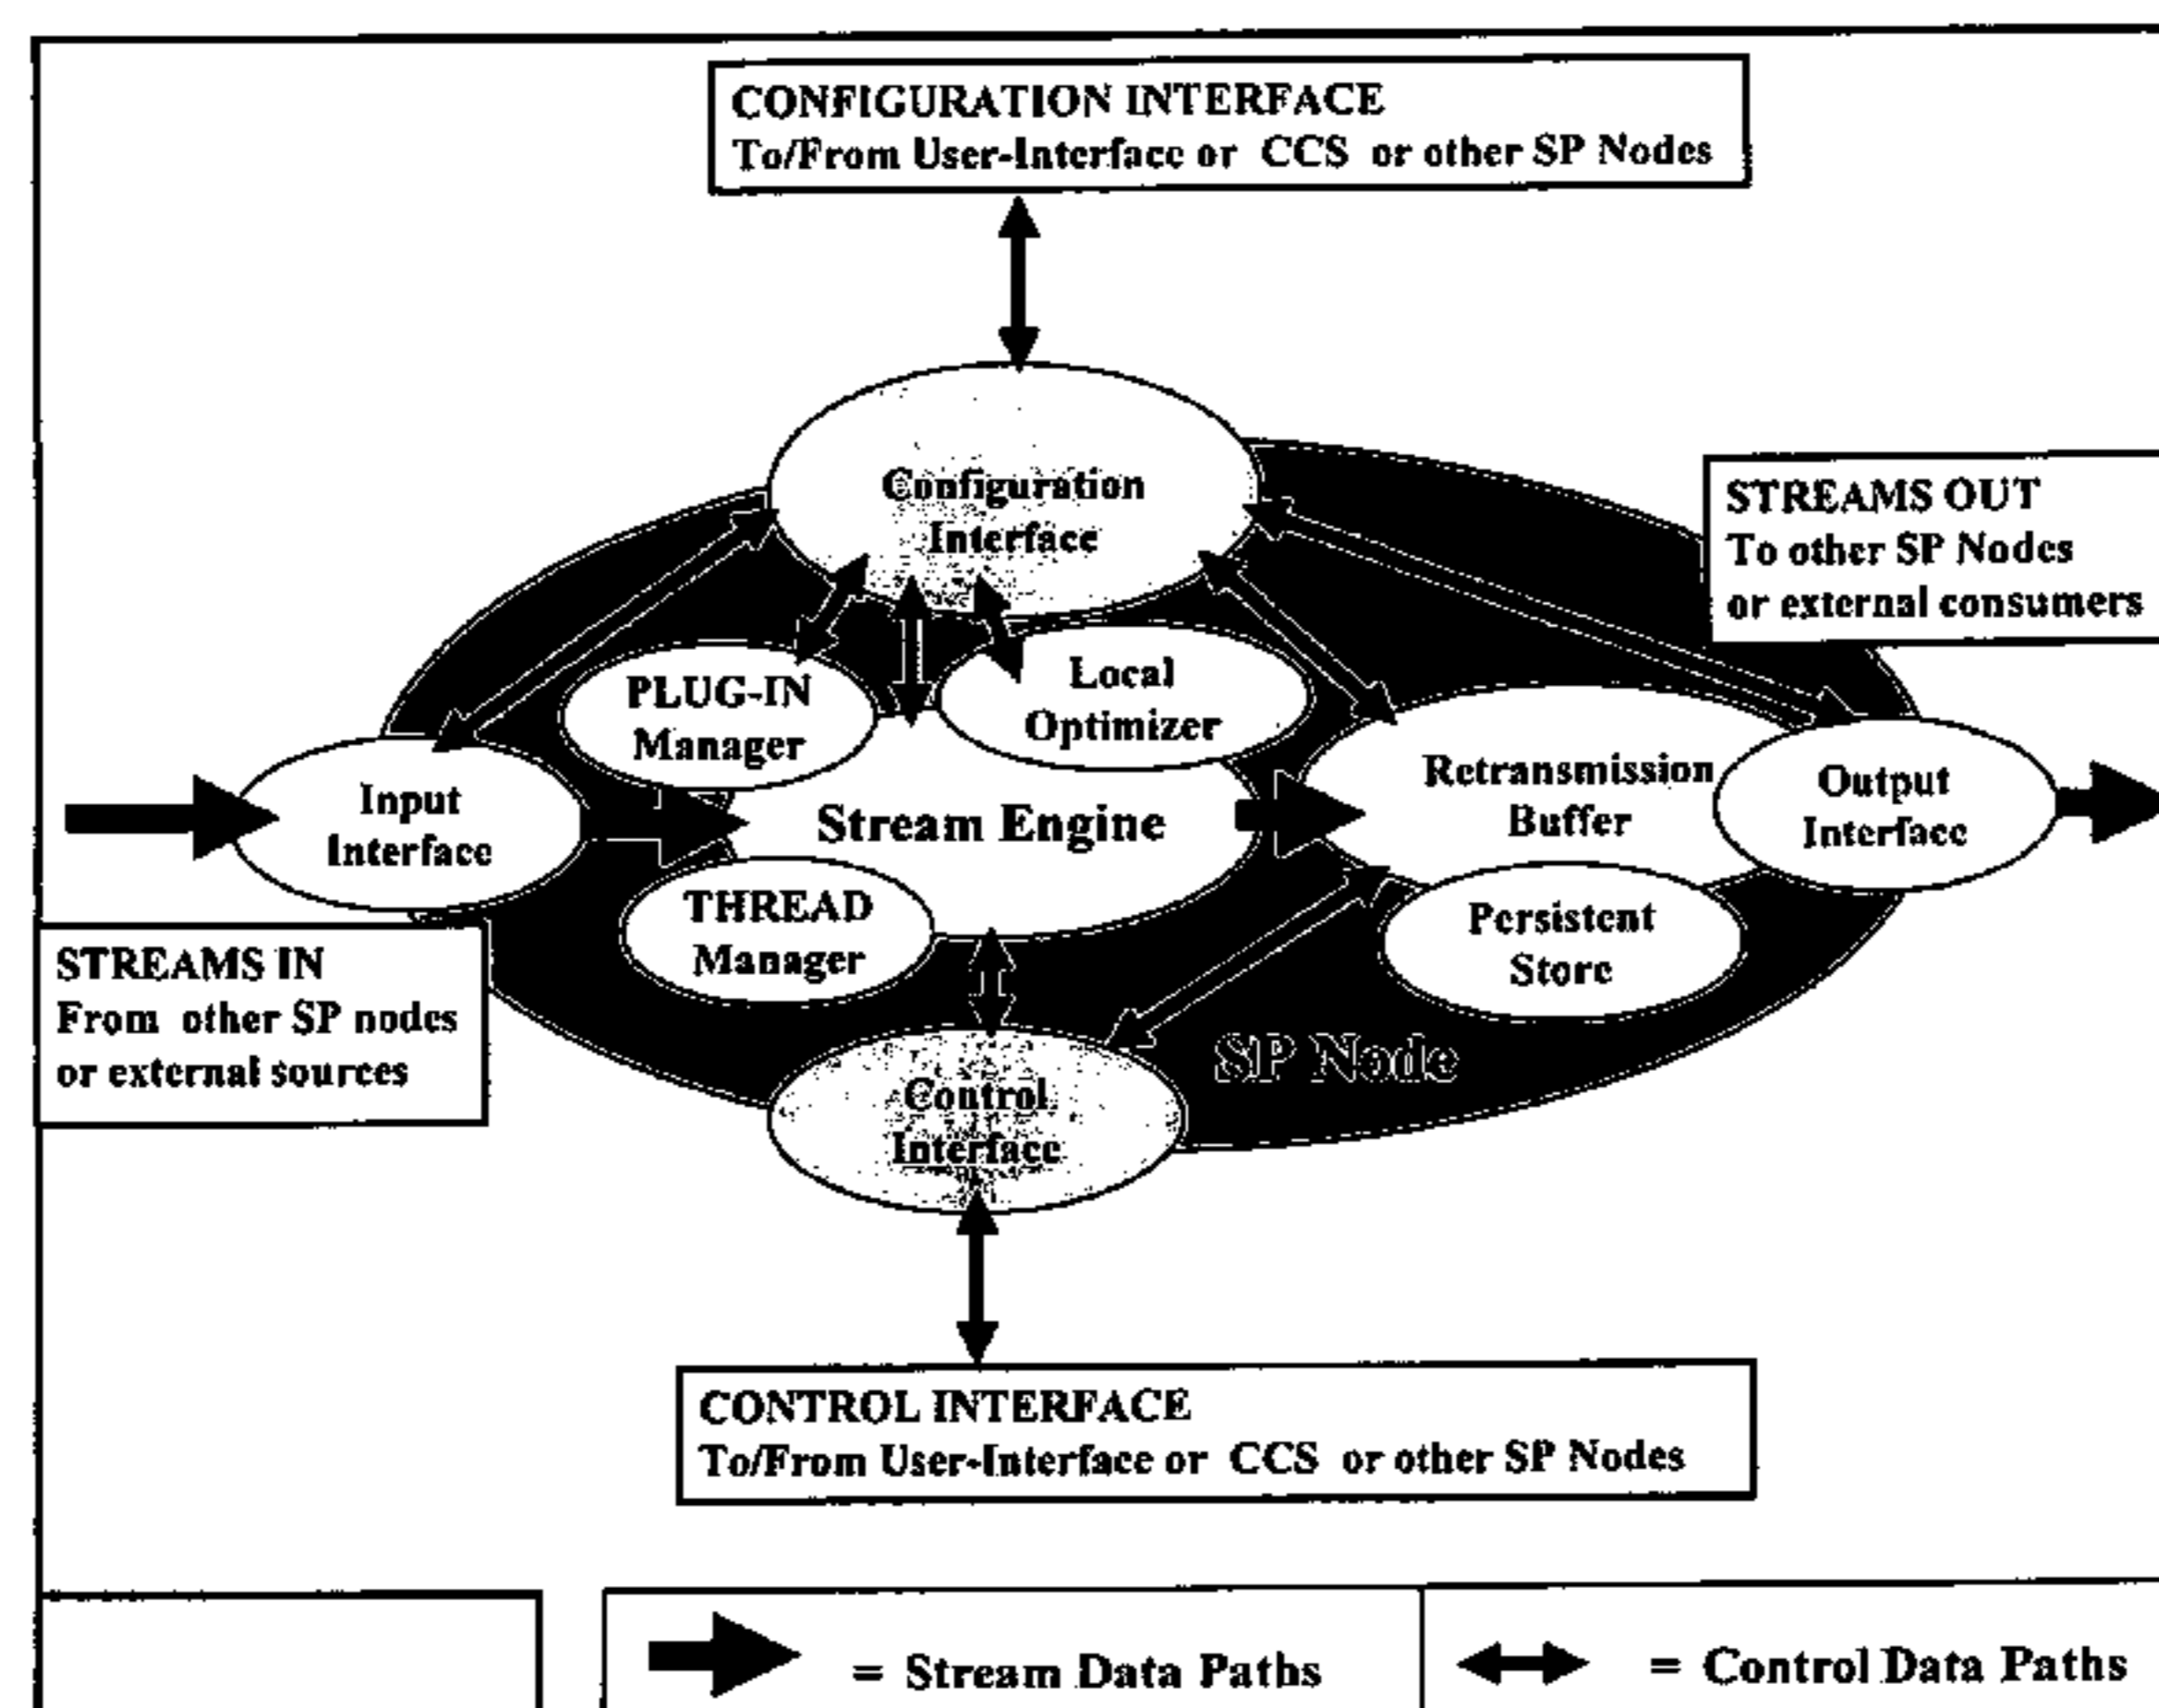 CONFIGURATION INTERFACE
To/From User-Interface or CCS or other SP Nodes
Configuration
Interface
STREAMS OUT
To other SP Nodes
or external consumers
PLUG-IN
Manager
Local
Optimizer
Input
Interface
Stream Engine
Retransmission
Buffer
Output
Interface
THREAD
Manager
Persistent
Store
STREAMS IN
From other SP nodes
or external sources
SP Node
Control
Interface
CONTROL INTERFACE
To/From User-Interface or CCS or other SP Nodes
= Stream Data Paths
= Control Data Paths